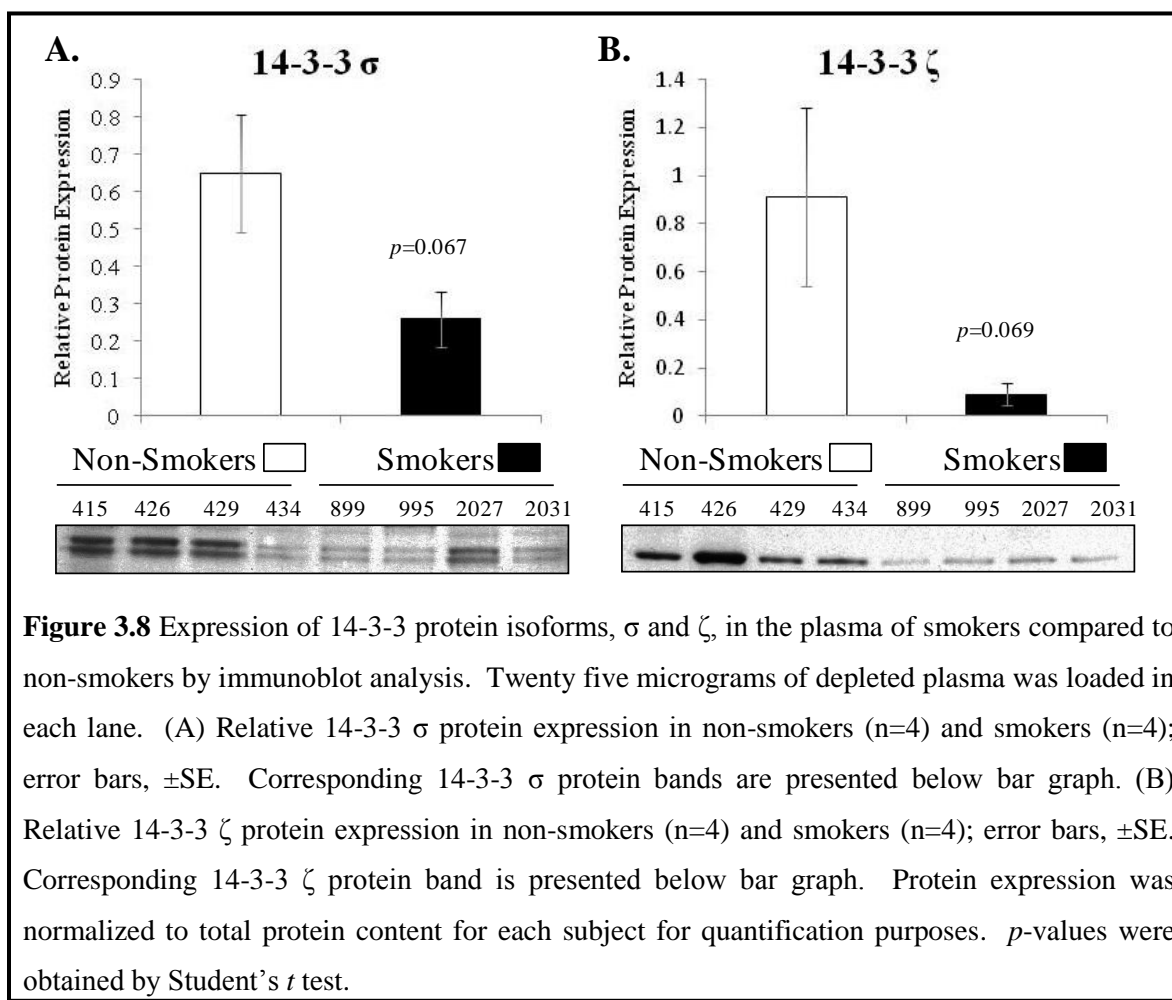 A.
14-3-3 σ
Relative Protein Expression
0.9
0.8
0.7
0.6
0.5
0.4
0.3
0.2
0.1
0
p=0.067
Non-Smokers
Smokers
415 426 429 434 899 995 2027 2031
B.
14-3-3 ζ
Relative Protein Expression
1.4
1.2
1
0.8
0.6
0.4
0.2
0
p=0.069
Non-Smokers
Smokers
415 426 429 434 899 995 2027 2031
Figure 3.8 Expression of 14-3-3 protein isoforms, σ and ζ, in the plasma of smokers compared to
non-smokers by immunoblot analysis. Twenty five micrograms of depleted plasma was loaded in
each lane. (A) Relative 14-3-3 σ protein expression in non-smokers (n=4) and smokers (n=4);
error bars, ±SE. Corresponding 14-3-3 σ protein bands are presented below bar graph. (B)
Relative 14-3-3 ζ protein expression in non-smokers (n=4) and smokers (n=4); error bars, ±SE.
Corresponding 14-3-3 ζ protein band is presented below bar graph. Protein expression was
normalized to total protein content for each subject for quantification purposes. p-values were
obtained by Student’s t test.